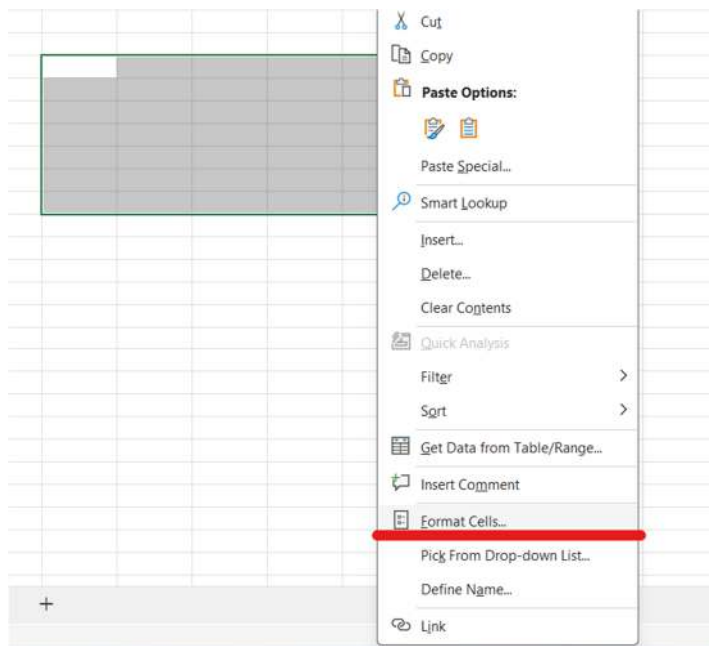 Cut
Copy
Paste Options:
Paste Special...
Smart Lookup
Insert...
Delete...
Clear Contents
Quick Analysis
Filter
Sort
Get Data from Table/Range...
Insert Comment
Format Cells...
Pick From Drop-down List...
Define Name...
Link